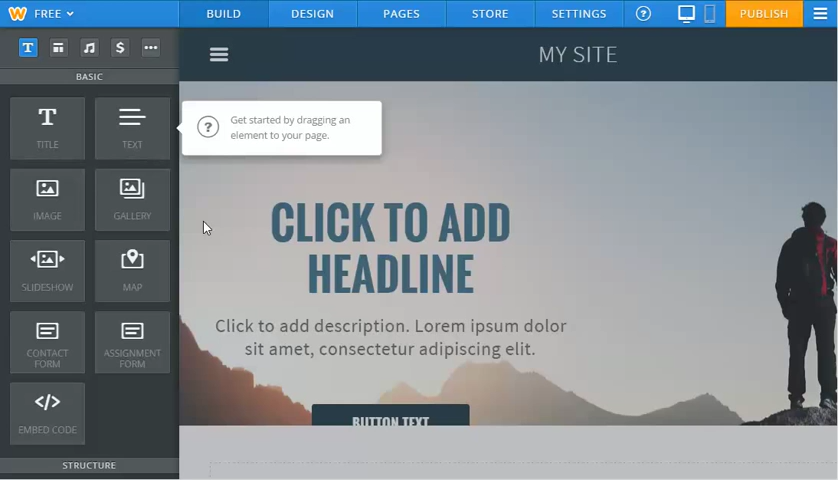 FREE
BUILD
DESIGN
PAGES
STORE
SETTINGS
?
PUBLISH
T
$
BASIC
T
TITLE
TEXT
IMAGE
GALLERY
SLIDESHOW
MAP
CONTACT
FORM
ASSIGNMENT
FORM
</>
EMBED CODE
STRUCTURE
?
Get started by dragging an
element to your page.
MY SITE
CLICK TO ADD
HEADLINE
Click to add description. Lorem ipsum dolor
sit amet, consectetur adipiscing elit.
BUTTON TEXT